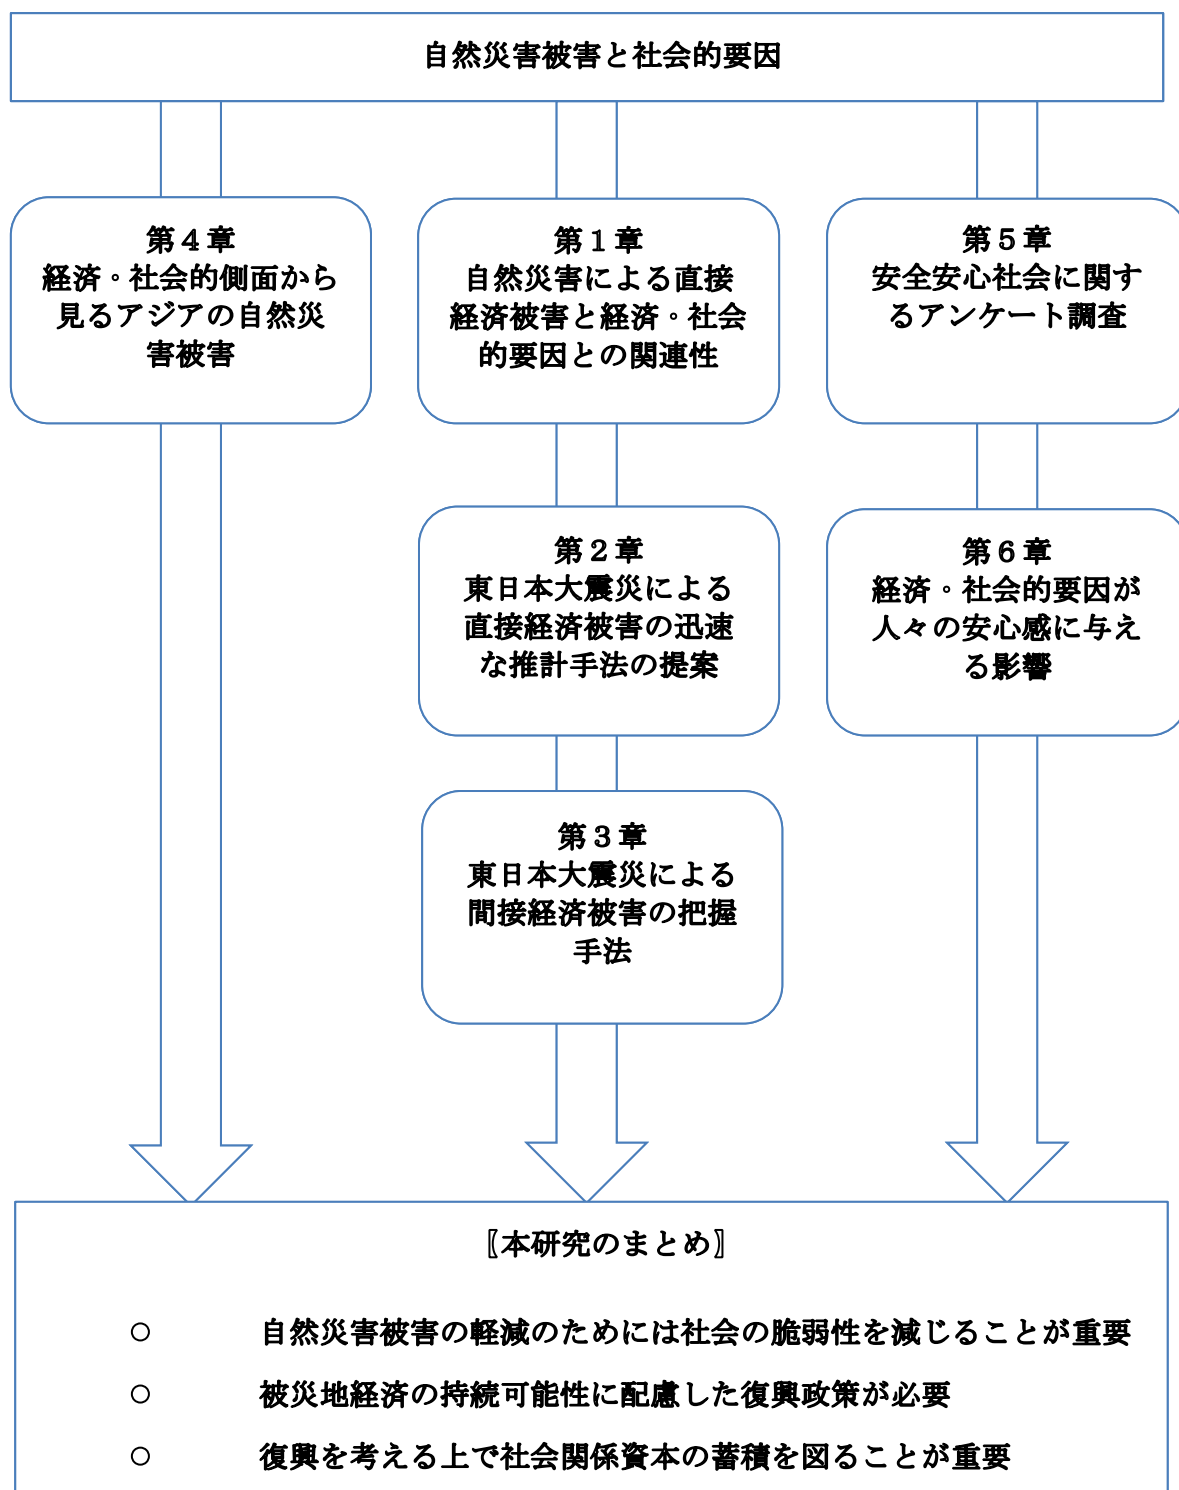 自然災害被害と社会的要因
第４章
経済・社会的側面から
見るアジアの自然災
害被害
第１章
自然災害による直接
経済被害と経済・社会
的要因との関連性
第５章
安全安心社会に関す
るアンケート調査
第２章
東日本大震災による
直接経済被害の迅速
な推計手法の提案
第６章
経済・社会的要因が
人々の安心感に与え
る影響
第３章
東日本大震災による
間接経済被害の把握
手法
〖本研究のまとめ〗
○ 自然災害被害の軽減のためには社会の脆弱性を減じることが重要
○ 被災地経済の持続可能性に配慮した復興政策が必要
○ 復興を考える上で社会関係資本の蓄積を図ることが重要